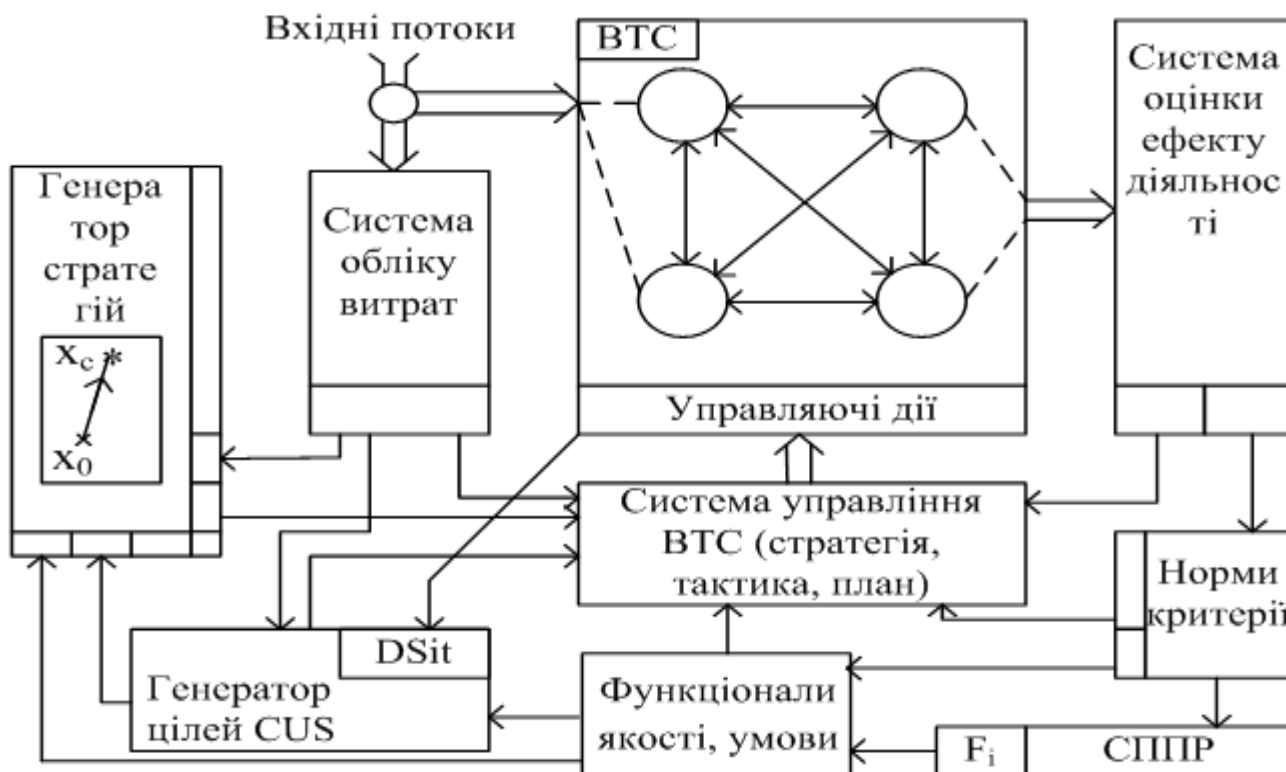 Вхідні потоки
ВТС
Система
оцінки
ефекту
діяльнос
ті
Генера
тор
страте
гій
Xc
X0
Система
обліку
витрат
Управляючі дії
Система управління
ВТС (стратегія,
тактика, план)
Норми
критерії
DSit
Генератор
цілей CUS
Функціонали
якості, умови
Fi
СППР